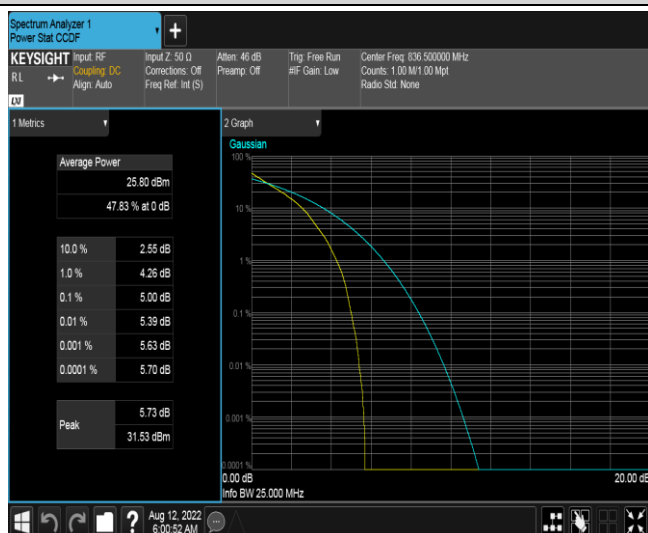 Spectrum Analyzer 1
Power Stat CCDF
+
KEYSIGHT
R L
LXI
Input: RF
Coupling: DC
Align: Auto
Input Z: 50 Ω
Corrections: Off
Freq Ref: Int (S)
Atten: 46 dB
Preamp: Off
Trig: Free Run
#IF Gain: Low
Center Freq: 836.500000 MHz
Counts: 1.00 M/1.00 Mpt
Radio Std: None
1 Metrics
Average Power
25.80 dBm
47.83 % at 0 dB
10.0 % 2.55 dB
1.0 % 4.26 dB
0.1 % 5.00 dB
0.01 % 5.39 dB
0.001 % 5.63 dB
0.0001 % 5.70 dB
Peak 5.73 dB
31.53 dBm
2 Graph
Gaussian
100 %
10 %
1 %
0.1 %
0.01 %
0.001 %
0.0001 %
0.00 dB 20.00 dB
Info BW 25.000 MHz
?
Aug 12, 2022
6:00:52 AM